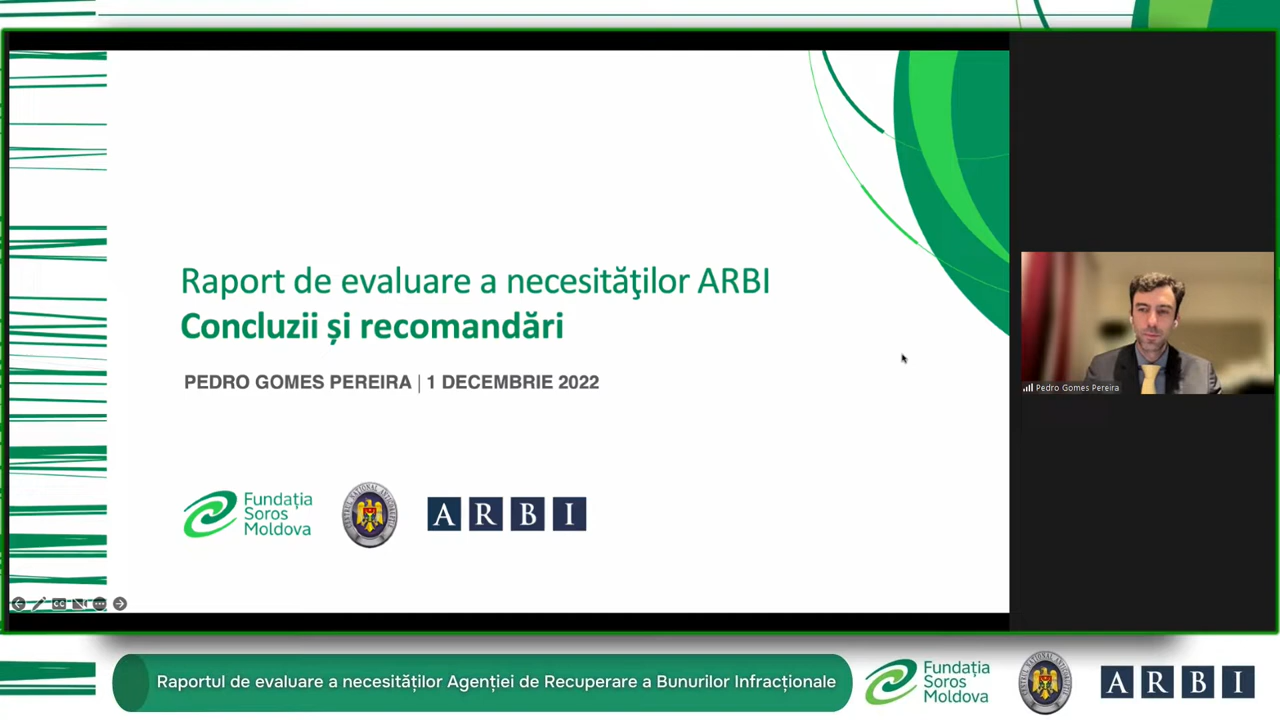 Raport de evaluare a necesităţilor ARBI
Concluzii și recomandări
PEDRO GOMES PEREIRA | 1 DECEMBRIE 2022
Fundația
Soros
Moldova
ARBI
CC
Pedro Gomes Pereira
Raportul de evaluare a necesităților Agenției de Recuperare a Bunurilor Infracționale
Fundația
Soros
Moldova
ARBI